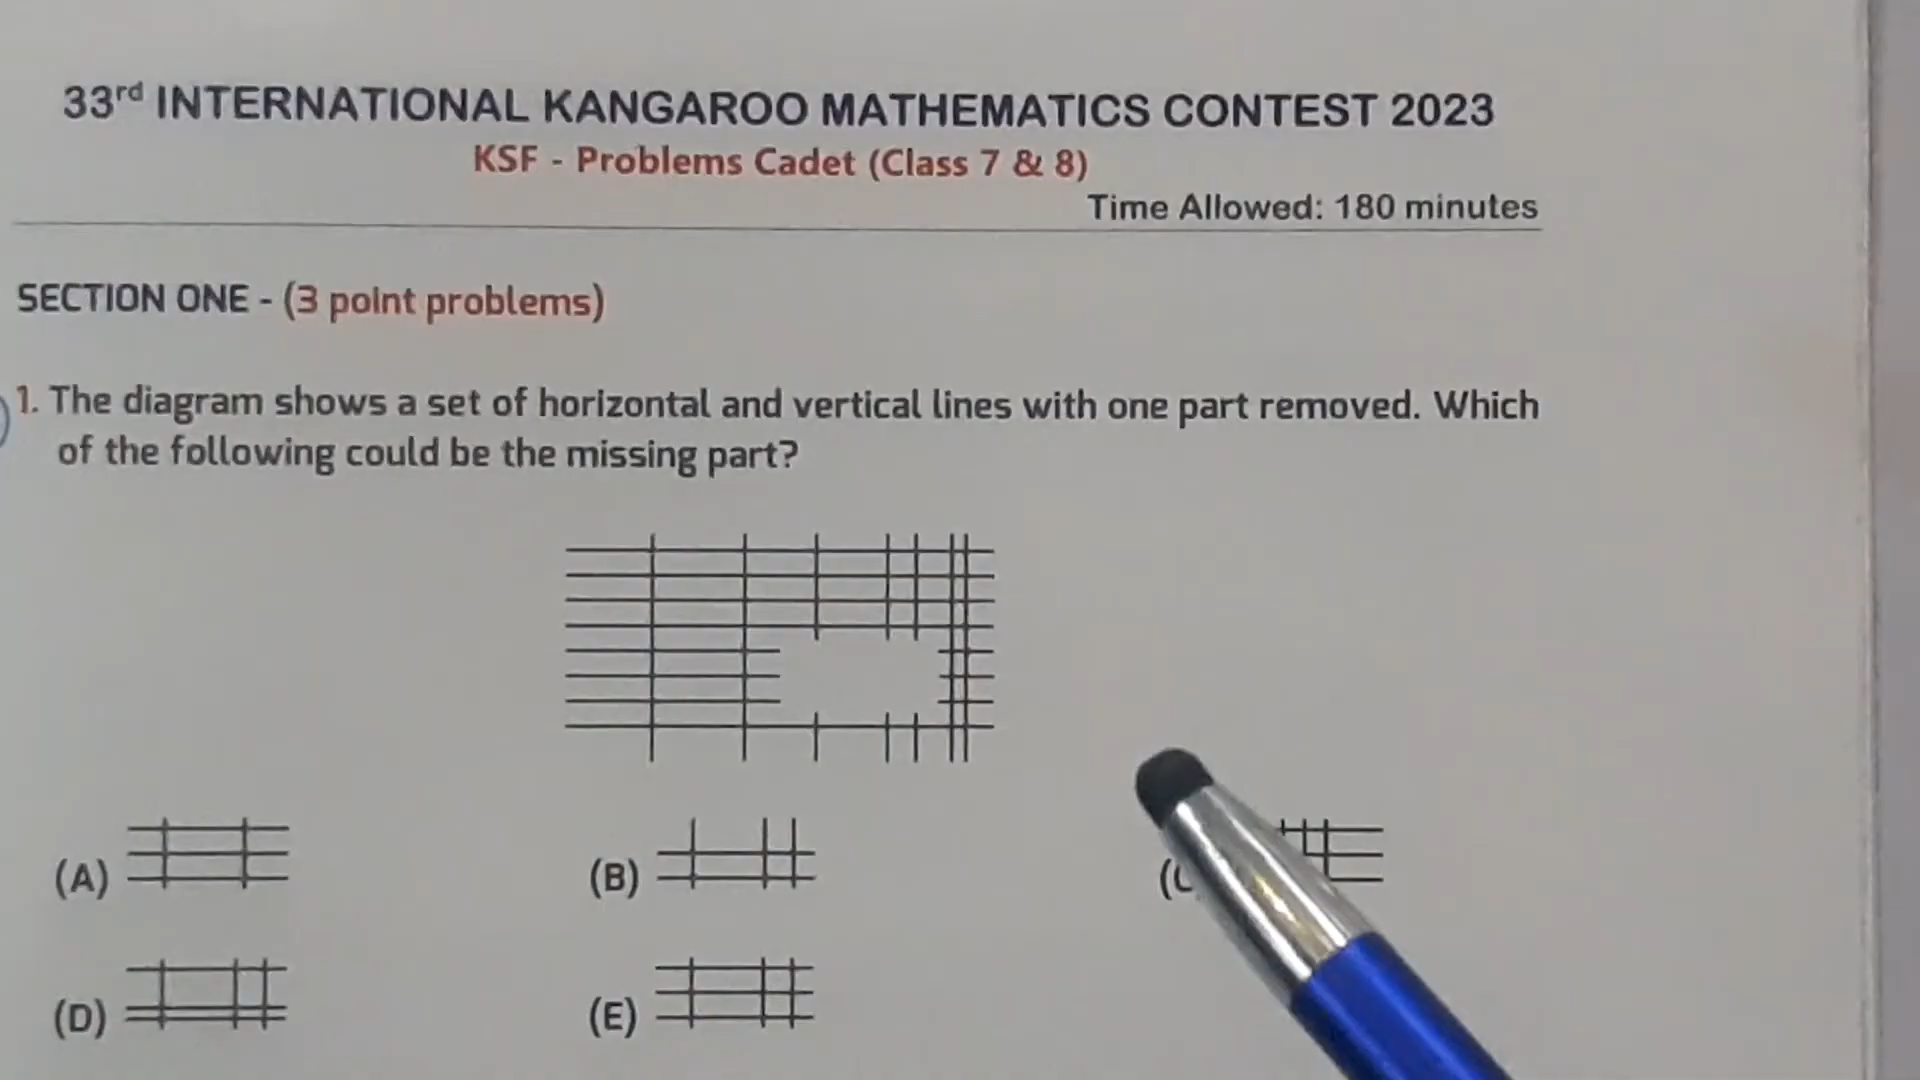 33rd INTERNATIONAL KANGAROO MATHEMATICS CONTEST 2023
KSF - Problems Cadet (Class 7 & 8)
Time Allowed: 180 minutes
SECTION ONE - (3 point problems)
1. The diagram shows a set of horizontal and vertical lines with one part removed. Which
of the following could be the missing part?
(A)
(B)
(D)
(E)